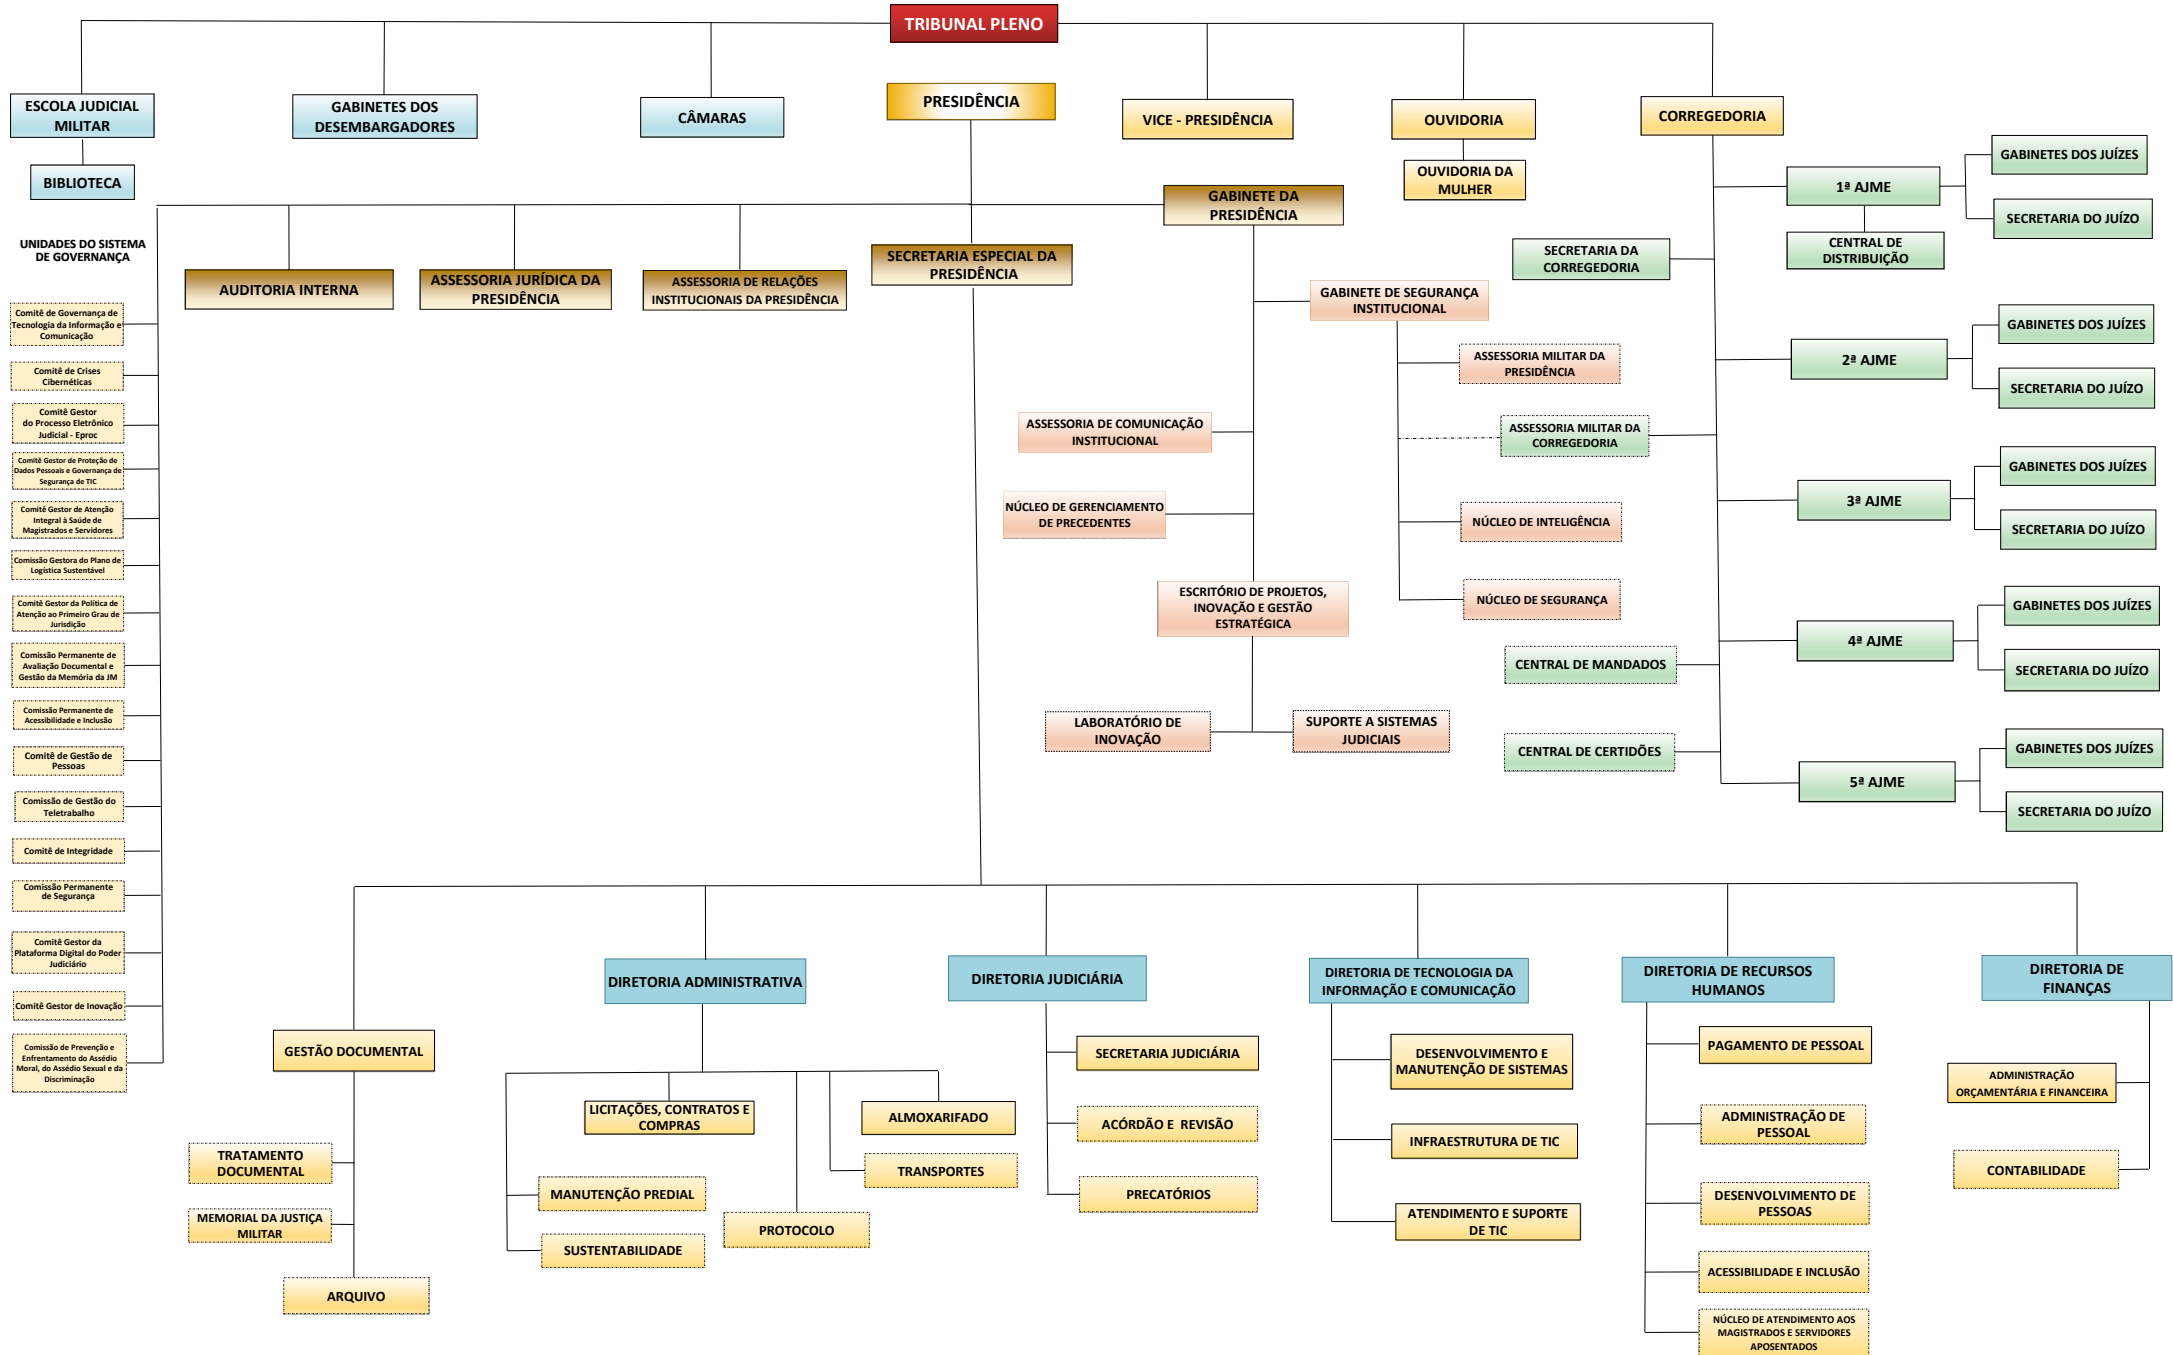 TRIBUNAL PLENO
ESCOLA JUDICIAL
MILITAR
GABINETES DOS
DESEMBARGADORES
CÂMARAS
PRESIDÊNCIA
VICE - PRESIDÊNCIA
OUVIDORIA
CORREGEDORIA
BIBLIOTECA
OUVIDORIA DA
MULHER
GABINETE DA
PRESIDÊNCIA
1ª AJME
GABINETES DOS JUÍZES
SECRETARIA DO JUÍZO
CENTRAL DE
DISTRIBUIÇÃO
UNIDADES DO SISTEMA
DE GOVERNANÇA
AUDITORIA INTERNA
ASSESSORIA JURÍDICA DA
PRESIDÊNCIA
ASSESSORIA DE RELAÇÕES
INSTITUCIONAIS DA PRESIDÊNCIA
SECRETARIA ESPECIAL DA
PRESIDÊNCIA
SECRETARIA DA
CORREGEDORIA
GABINETE DE SEGURANÇA
INSTITUCIONAL
ASSESSORIA MILITAR DA
PRESIDÊNCIA
ASSESSORIA MILITAR DA
CORREGEDORIA
NÚCLEO DE INTELIGÊNCIA
NÚCLEO DE SEGURANÇA
ASSESSORIA DE COMUNICAÇÃO
INSTITUCIONAL
NÚCLEO DE GERENCIAMENTO
DE PRECEDENTES
ESCRITÓRIO DE PROJETOS,
INOVAÇÃO E GESTÃO
ESTRATÉGICA
LABORATÓRIO DE
INOVAÇÃO
SUPORTE A SISTEMAS
JUDICIAIS
CENTRAL DE MANDADOS
CENTRAL DE CERTIDÕES
2ª AJME
GABINETES DOS JUÍZES
SECRETARIA DO JUÍZO
3ª AJME
GABINETES DOS JUÍZES
SECRETARIA DO JUÍZO
4ª AJME
GABINETES DOS JUÍZES
SECRETARIA DO JUÍZO
5ª AJME
GABINETES DOS JUÍZES
SECRETARIA DO JUÍZO
Comitê de Governança de
Tecnologia da Informação e
Comunicação
Comitê de Crises
Cibernéticas
Comitê Gestor
do Processo Eletrônico
Judicial - Eproc
Comitê Gestor de Proteção de
Dados Pessoais e Governança de
Segurança de TIC
Comitê Gestor de Atenção
Integral à Saúde de
Magistrados e Servidores
Comissão Gestora do Plano de
Logística Sustentável
Comitê Gestor da Política de
Atenção ao Primeiro Grau de
Jurisdição
Comissão Permanente de
Avaliação Documental e
Gestão da Memória da JM
Comissão Permanente de
Acessibilidade e Inclusão
Comitê de Gestão de
Pessoas
Comissão de Gestão do
Teletrabalho
Comitê de Integridade
Comissão Permanente
de Segurança
Comitê Gestor da
Plataforma Digital do Poder
Judiciário
Comitê Gestor de Inovação
Comissão de Prevenção e
Enfrentamento do Assédio
Moral, do Assédio Sexual e da
Discriminação
GESTÃO DOCUMENTAL
TRATAMENTO
DOCUMENTAL
MEMORIAL DA JUSTIÇA
MILITAR
ARQUIVO
DIRETORIA ADMINISTRATIVA
LICITAÇÕES, CONTRATOS E
COMPRAS
ALMOXARIFADO
TRANSPORTES
MANUTENÇÃO PREDIAL
PROTOCOLO
SUSTENTABILIDADE
DIRETORIA JUDICIÁRIA
SECRETARIA JUDICIÁRIA
ACÓRDÃO E REVISÃO
PRECATÓRIOS
DIRETORIA DE TECNOLOGIA DA
INFORMAÇÃO E COMUNICAÇÃO
DESENVOLVIMENTO E
MANUTENÇÃO DE SISTEMAS
INFRAESTRUTURA DE TIC
ATENDIMENTO E SUPORTE
DE TIC
DIRETORIA DE RECURSOS
HUMANOS
PAGAMENTO DE PESSOAL
ADMINISTRAÇÃO DE
PESSOAL
DESENVOLVIMENTO DE
PESSOAS
ACESSIBILIDADE E INCLUSÃO
NÚCLEO DE ATENDIMENTO AOS
MAGISTRADOS E SERVIDORES
APOSENTADOS
DIRETORIA DE
FINANÇAS
ADMINISTRAÇÃO
ORÇAMENTÁRIA E FINANCEIRA
CONTABILIDADE